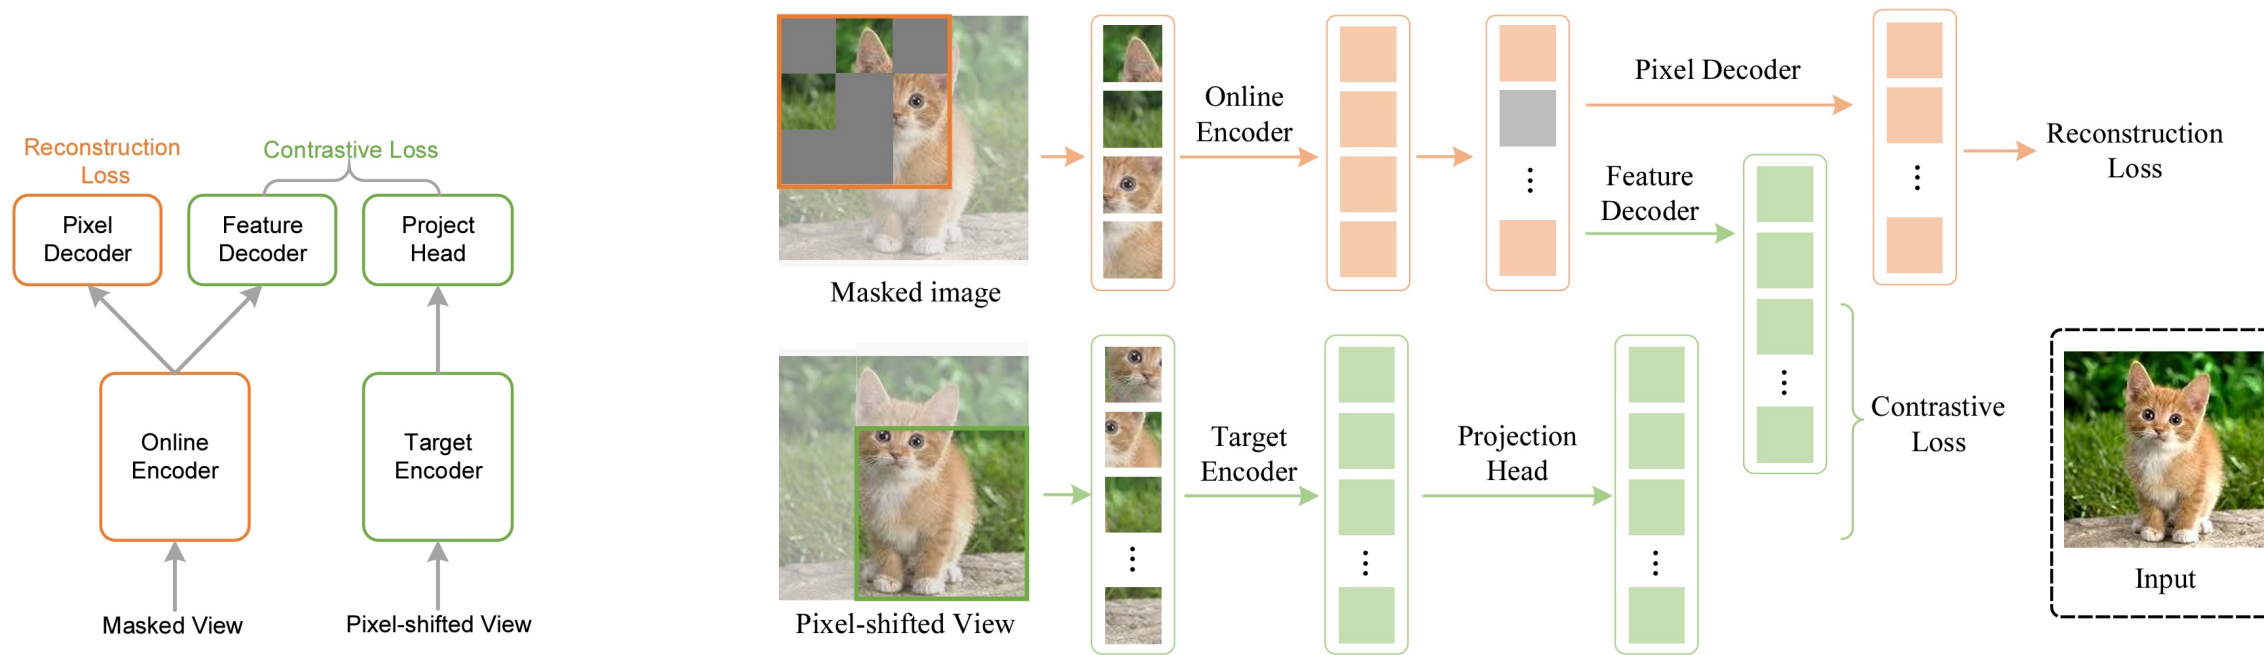 Reconstruction
Loss
Contrastive Loss
Pixel
Decoder
Feature
Decoder
Project
Head
Online
Encoder
Target
Encoder
Masked View
Pixel-shifted View
Masked image
Online
Encoder
Pixel Decoder
Feature
Decoder
Reconstruction
Loss
Pixel-shifted View
Target
Encoder
Projection
Head
Contrastive
Loss
Input